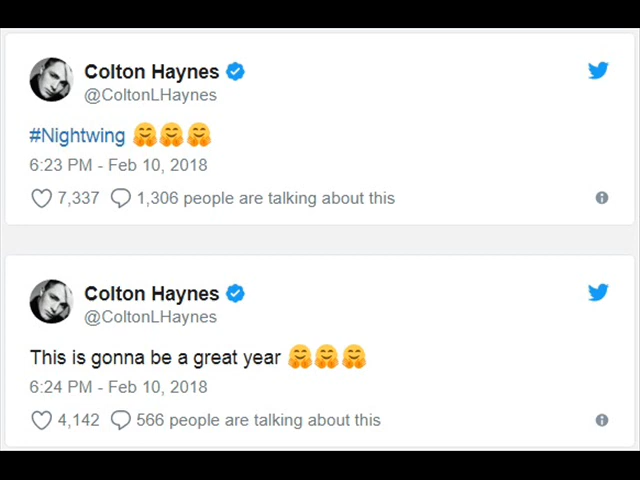 Colton Haynes
@ColtonLHaynes
#Nightwing 🤗🤗🤗
6:23 PM - Feb 10, 2018
7,337 1,306 people are talking about this
Colton Haynes
@ColtonLHaynes
This is gonna be a great year 🤗🤗🤗
6:24 PM - Feb 10, 2018
4,142 566 people are talking about this